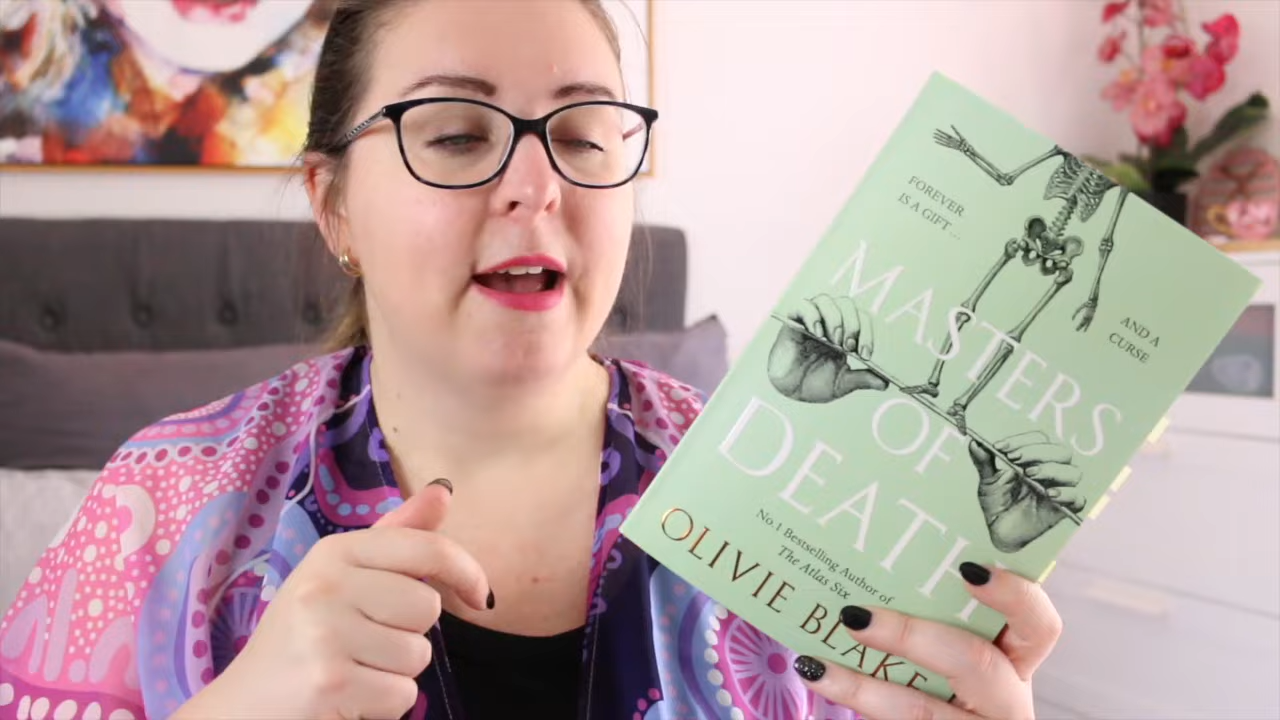 FOREVER
IS A GIFT...
AND A
CURSE
MASTERS
OF
DEATH
No.1 Bestselling Author of
The Atlas Six
OLIVIE BLAKE